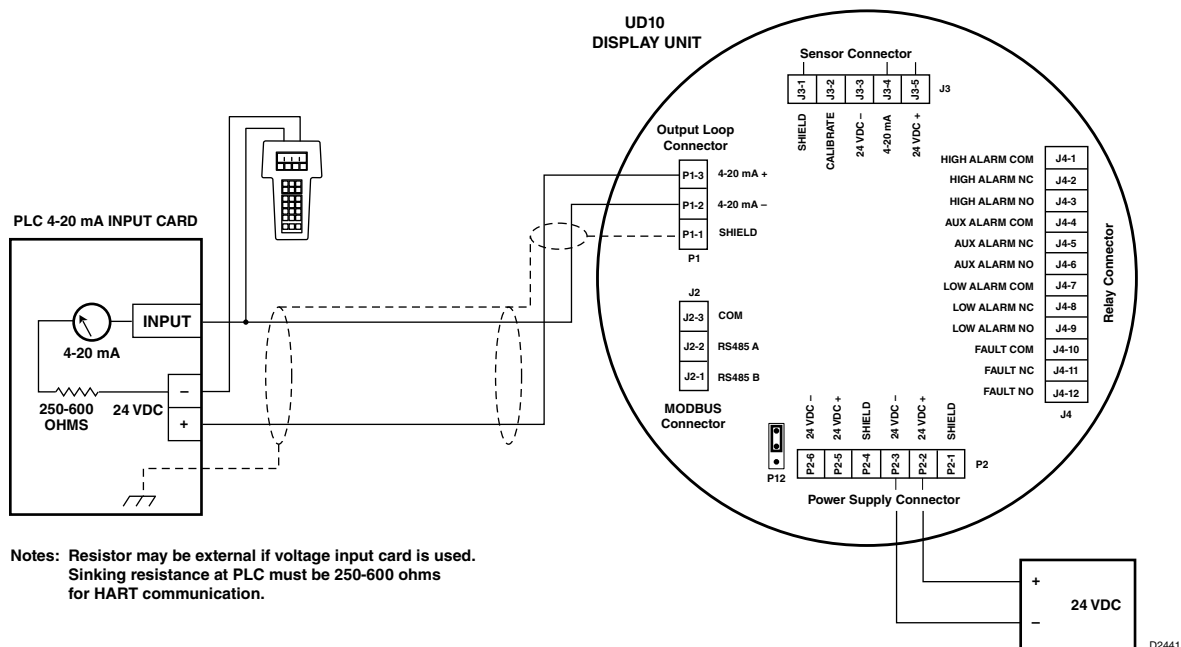 UD10
DISPLAY UNIT
Sensor Connector
J3-1
J3-2
J3-3
J3-4
J3-5
J3
SHIELD
CALIBRATE
24 VDC –
4-20 mA
24 VDC +
Output Loop
Connector
P1-3 4-20 mA +
P1-2 4-20 mA –
P1-1 SHIELD
P1
HIGH ALARM COM J4-1
HIGH ALARM NC J4-2
HIGH ALARM NO J4-3
AUX ALARM COM J4-4
AUX ALARM NC J4-5
AUX ALARM NO J4-6
LOW ALARM COM J4-7
LOW ALARM NC J4-8
LOW ALARM NO J4-9
FAULT COM J4-10
FAULT NC J4-11
FAULT NO J4-12
J4
Relay Connector
PLC 4-20 mA INPUT CARD
INPUT
4-20 mA
250-600
OHMS
24 VDC
–
+
J2
J2-3 COM
J2-2 RS485 A
J2-1 RS485 B
MODBUS
Connector
P12
24 VDC –
24 VDC +
SHIELD
24 VDC –
24 VDC +
SHIELD
P2-6
P2-5
P2-4
P2-3
P2-2
P2-1
P2
Power Supply Connector
Notes: Resistor may be external if voltage input card is used.
Sinking resistance at PLC must be 250-600 ohms
for HART communication.
+
24 VDC
–
D2441